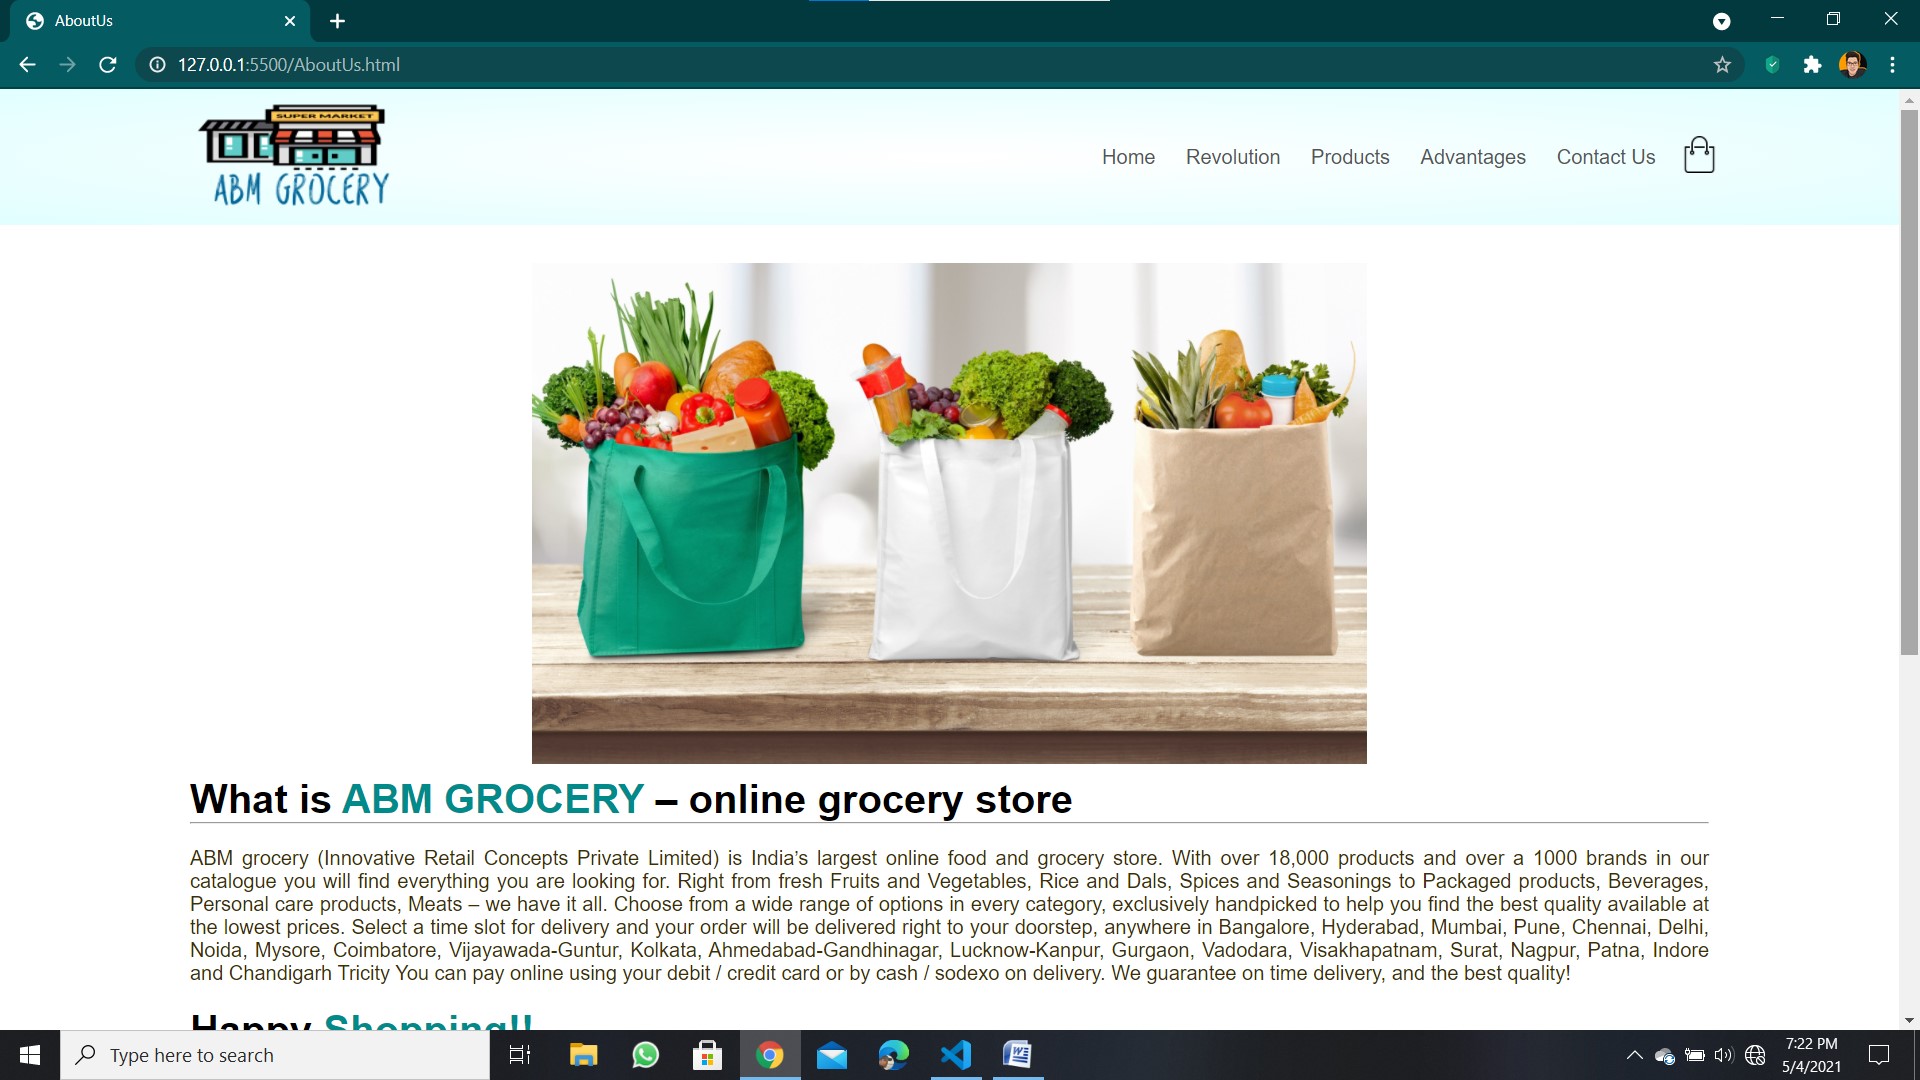 AboutUs
127.0.0.1:5500/AboutUs.html
SUPER MARKET
ABM GROCERY
Home Revolution Products Advantages Contact Us
What is ABM GROCERY – online grocery store
ABM grocery (Innovative Retail Concepts Private Limited) is India’s largest online food and grocery store. With over 18,000 products and over a 1000 brands in our
catalogue you will find everything you are looking for. Right from fresh Fruits and Vegetables, Rice and Dals, Spices and Seasonings to Packaged products, Beverages,
Personal care products, Meats – we have it all. Choose from a wide range of options in every category, exclusively handpicked to help you find the best quality available at
the lowest prices. Select a time slot for delivery and your order will be delivered right to your doorstep, anywhere in Bangalore, Hyderabad, Mumbai, Pune, Chennai, Delhi,
Noida, Mysore, Coimbatore, Vijayawada-Guntur, Kolkata, Ahmedabad-Gandhinagar, Lucknow-Kanpur, Gurgaon, Vadodara, Visakhapatnam, Surat, Nagpur, Patna, Indore
and Chandigarh Tricity You can pay online using your debit / credit card or by cash / sodexo on delivery. We guarantee on time delivery, and the best quality!
Happy Shopping!!
Type here to search
7:22 PM
5/4/2021